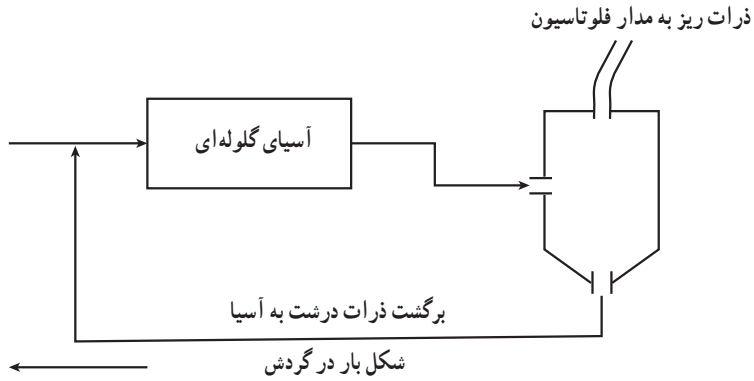 ذرات ریز به مدار فلوتاسیون
آسیای گلوله‌ای
برگشت ذرات درشت به آسیا
شکل بار در گردش